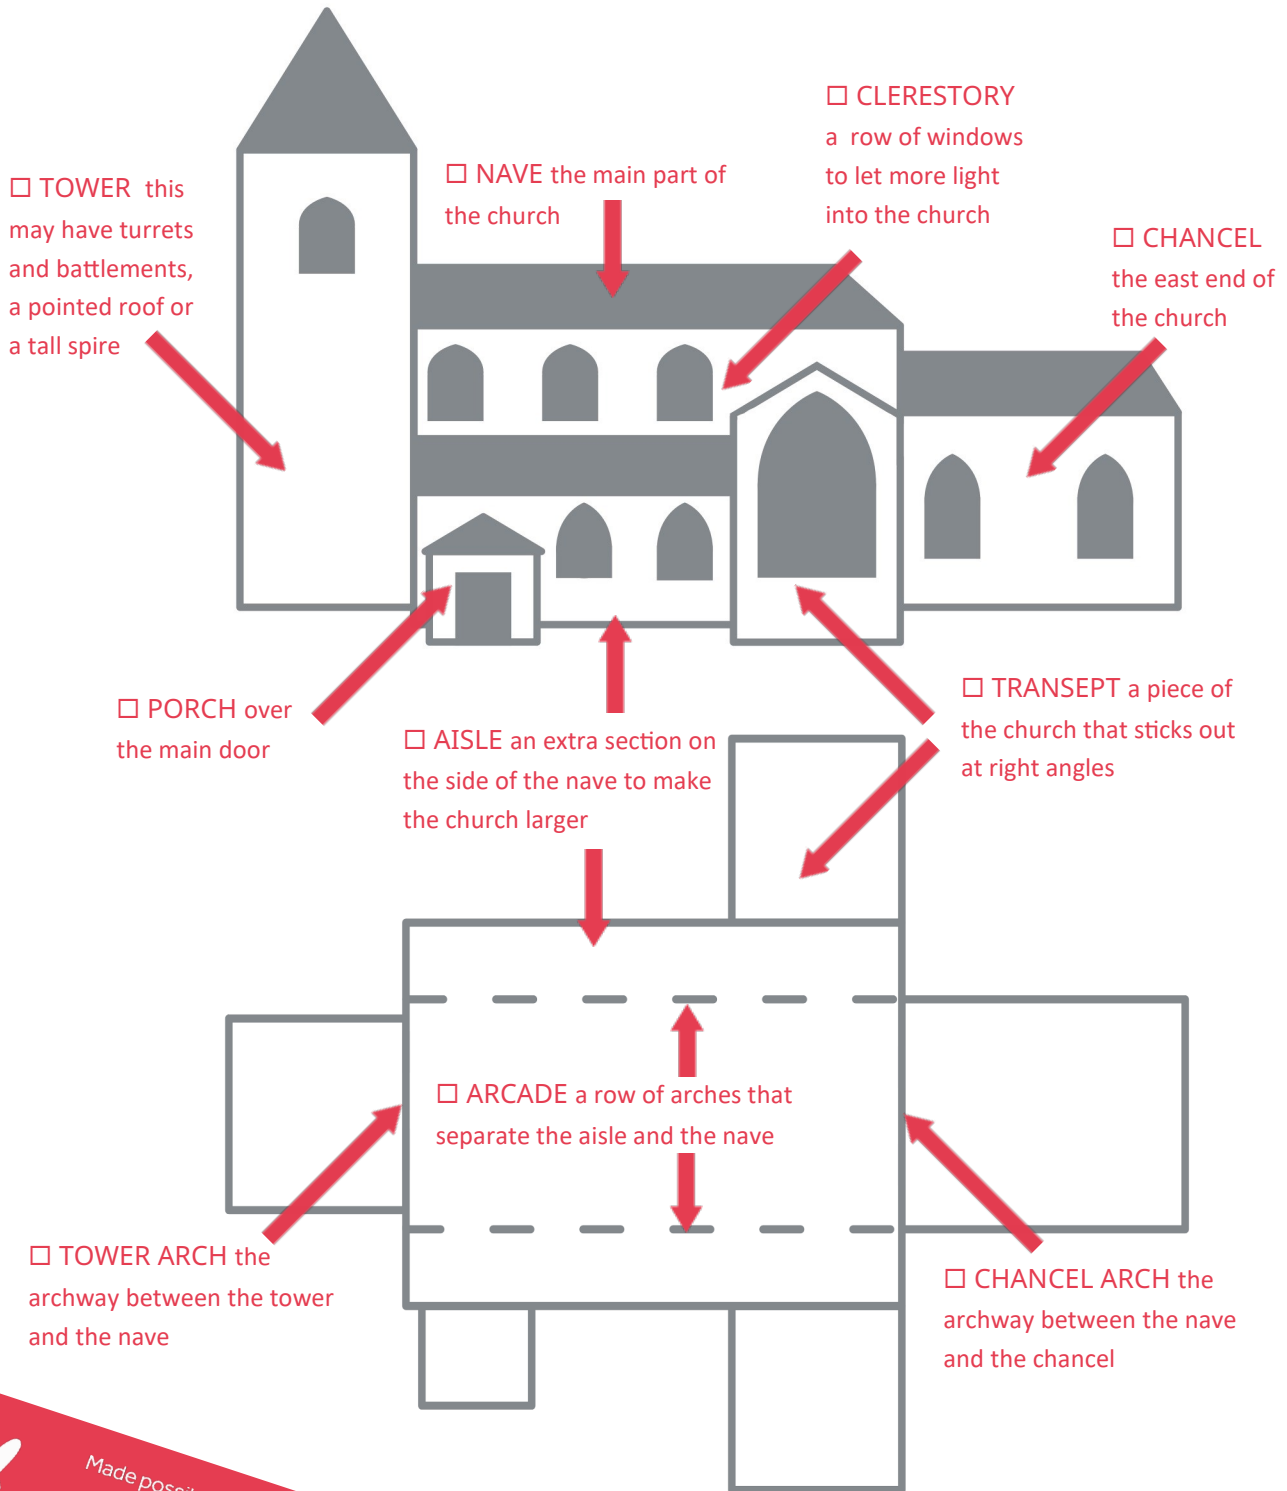 ☐ CLERESTORY
a row of windows
to let more light
into the church
☐ NAVE the main part of
the church
☐ TOWER this
may have turrets
and battlements,
a pointed roof or
a tall spire
☐ CHANCEL
the east end of
the church
☐ PORCH over
the main door
☐ AISLE an extra section on
the side of the nave to make
the church larger
☐ TRANSEPT a piece of
the church that sticks out
at right angles
☐ ARCADE a row of arches that
separate the aisle and the nave
☐ TOWER ARCH the
archway between the tower
and the nave
☐ CHANCEL ARCH the
archway between the nave
and the chancel
Made